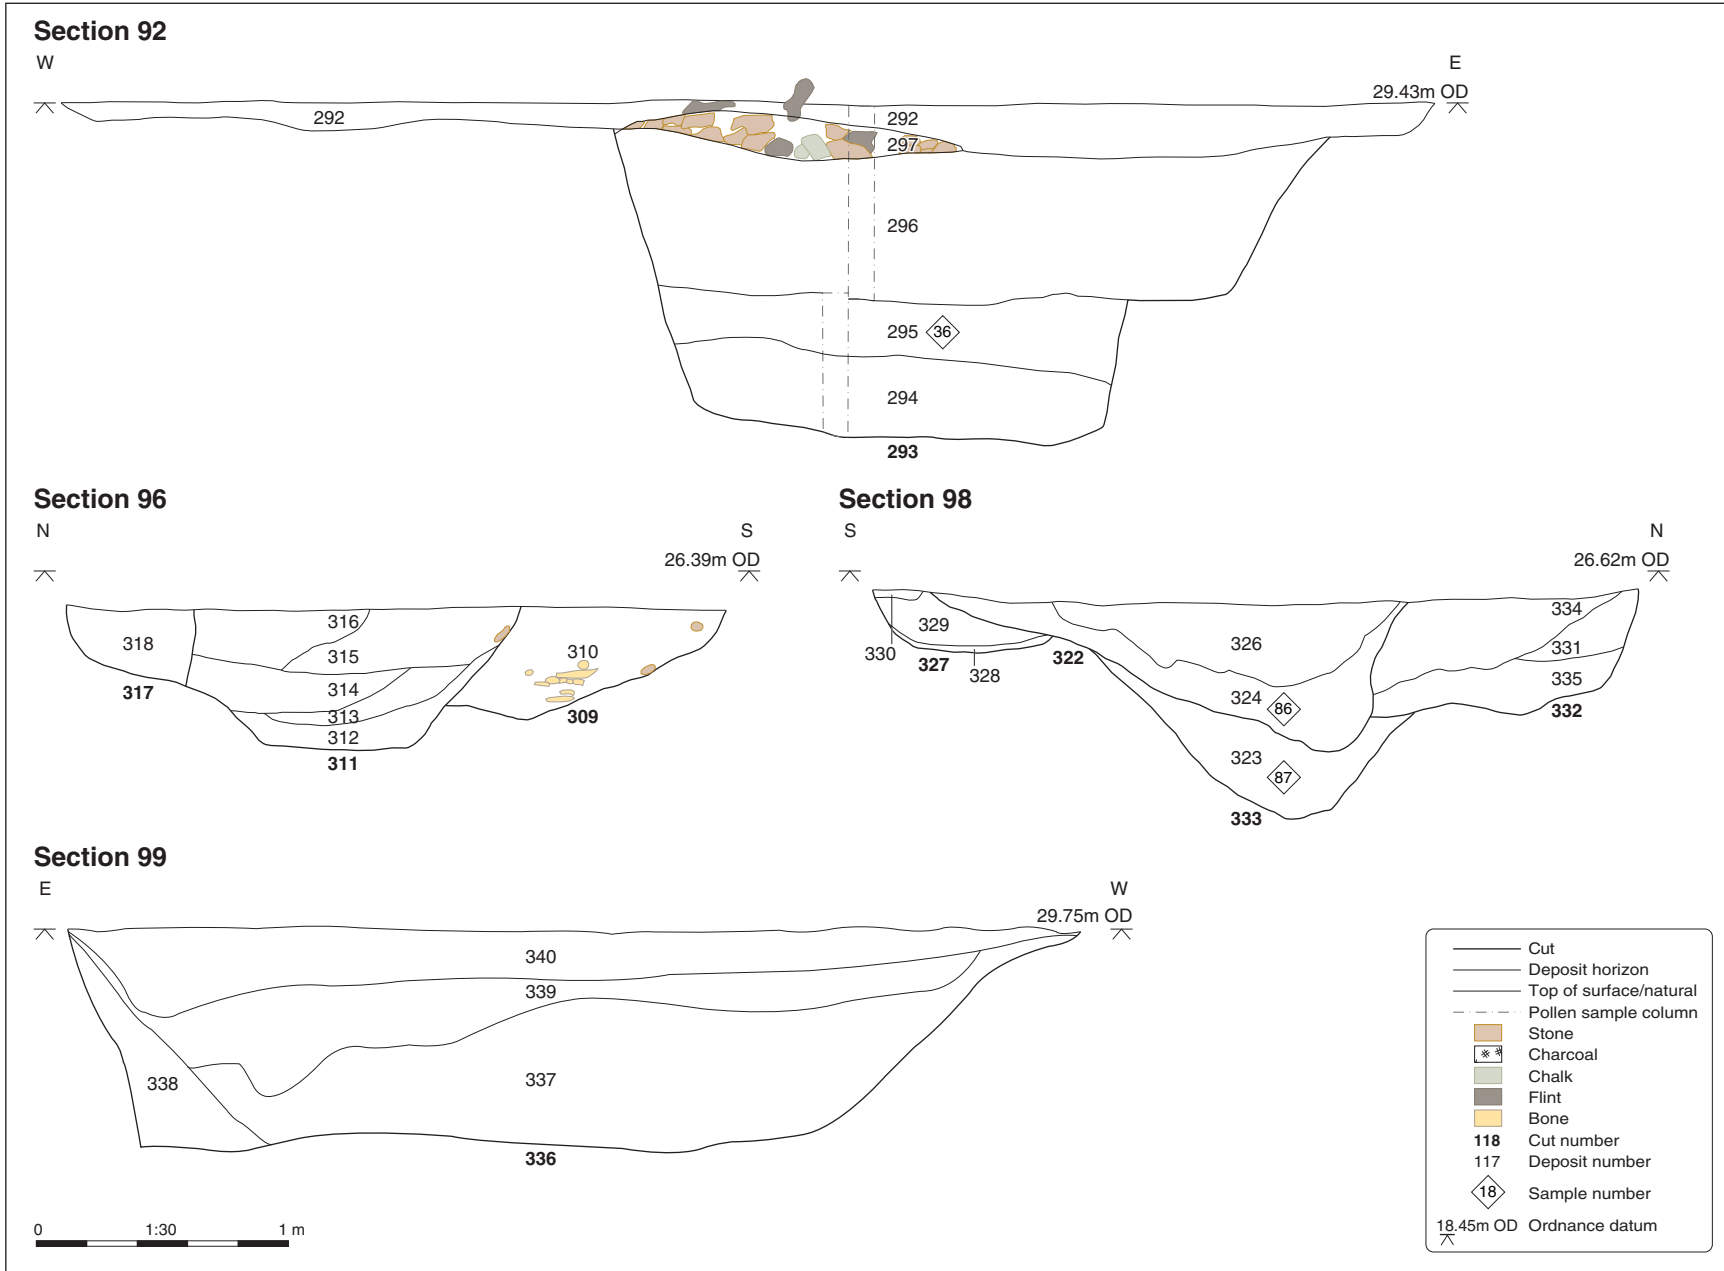 Section 92
W
E
29.43m OD
292
292
297
296
295
36
294
293
Section 96
N
S
26.39m OD
316
318
315
310
317
314
313
309
312
311
Section 98
S
N
26.62m OD
334
329
326
331
330
327
322
328
335
324
86
332
323
87
333
Section 99
E
W
29.75m OD
340
339
338
337
336
0 1:30 1 m
Cut
Deposit horizon
Top of surface/natural
Pollen sample column
Stone
Charcoal
Chalk
Flint
Bone
118 Cut number
117 Deposit number
18 Sample number
18.45m OD Ordnance datum